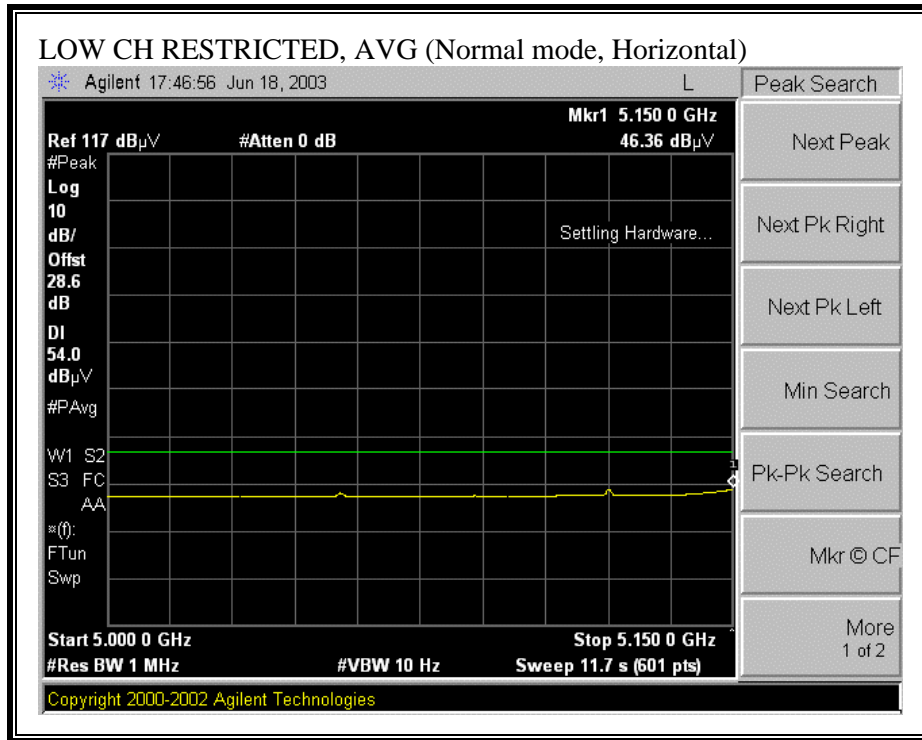 LOW CH RESTRICTED, AVG (Normal mode, Horizontal)
Agilent 17:46:56 Jun 18, 2003 L
Peak Search
Mkr1 5.150 0 GHz
Ref 117 dBµV #Atten 0 dB 46.36 dBµV
#Peak
Log
10
dB/
Offst
28.6
dB
DI
54.0
dBµV
#PAvg
W1 S2
S3 FC
AA
¤(f):
FTun
Swp
Settling Hardware...
1
Start 5.000 0 GHz Stop 5.150 0 GHz ^
#Res BW 1 MHz #VBW 10 Hz Sweep 11.7 s (601 pts)
Copyright 2000-2002 Agilent Technologies
Next Peak
Next Pk Right
Next Pk Left
Min Search
Pk-Pk Search
Mkr © CF
More
1 of 2